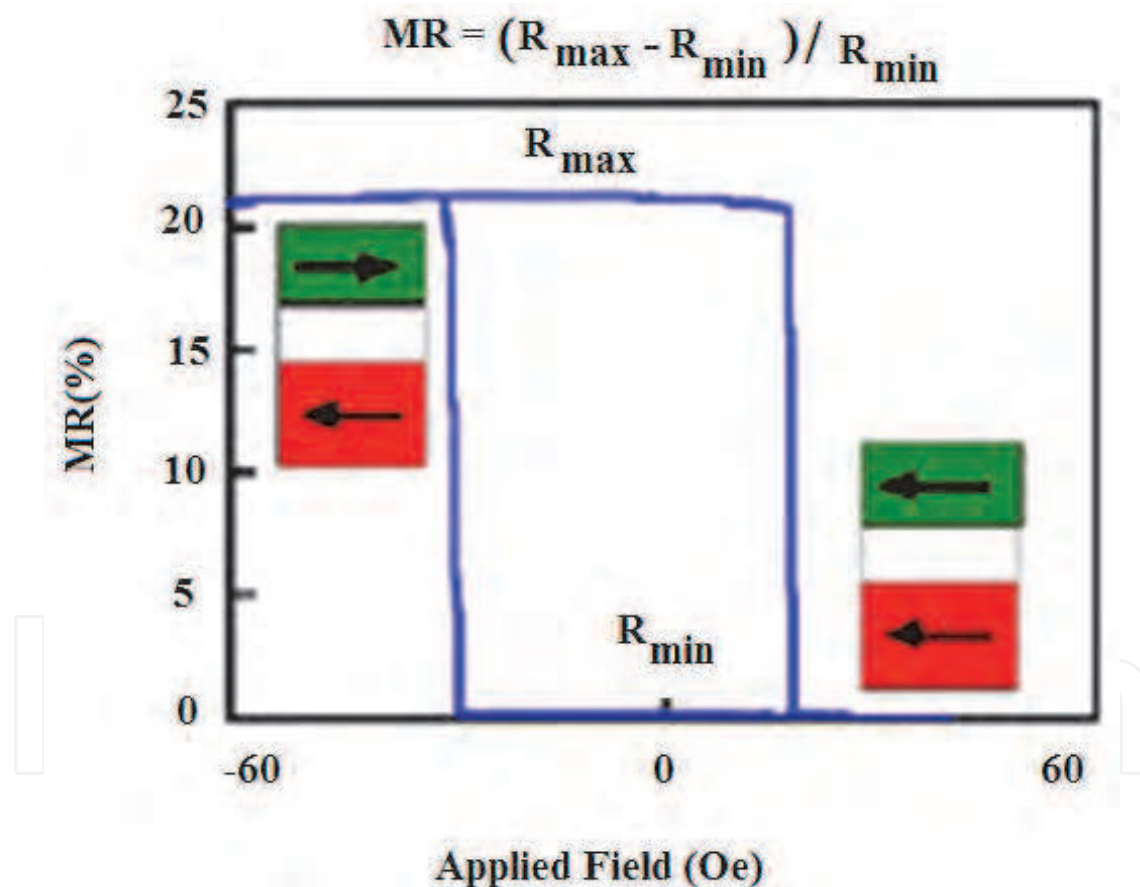 MR = (Rmax - Rmin)/ Rmin
25
Rmax
20
15
MR(%)
10
5
Rmin
0
-60 0 60
Applied Field (Oe)